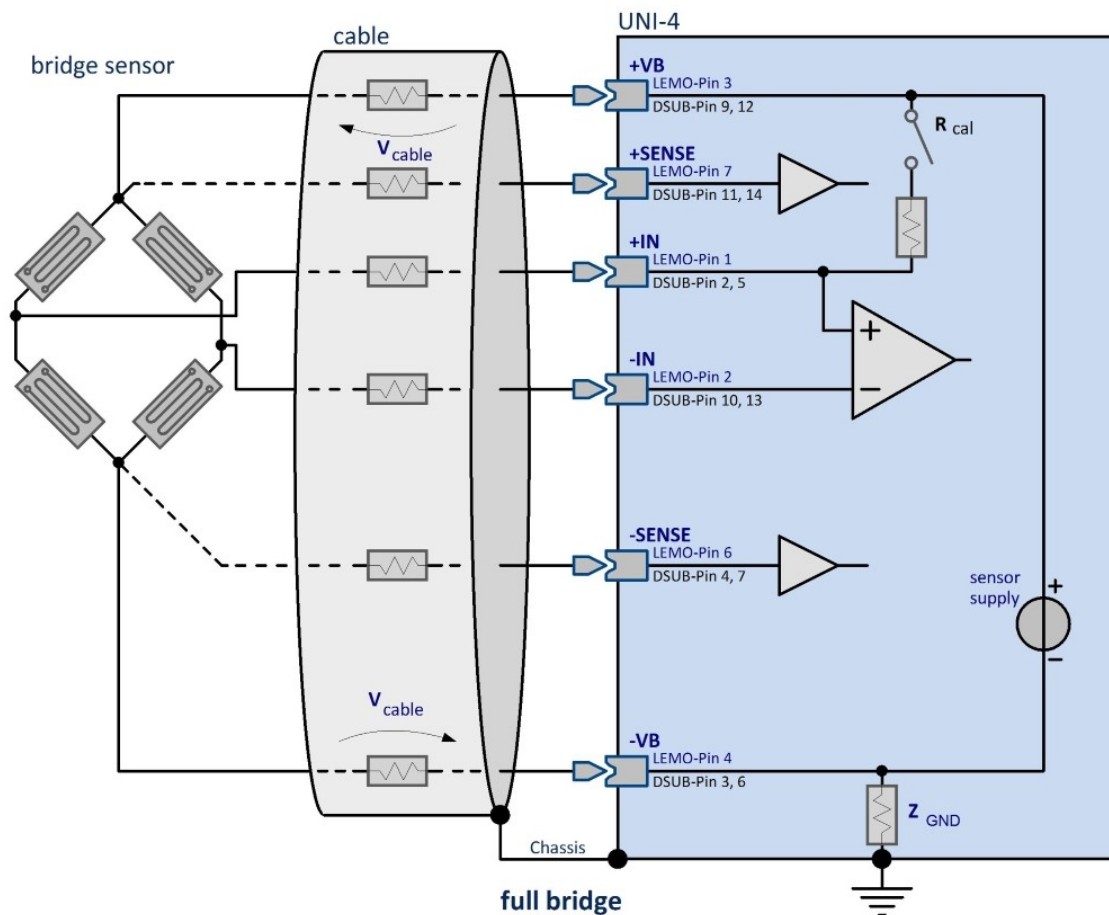 UNI-4
cable
bridge sensor
+VB
LEMO-Pin 3
DSUB-Pin 9, 12
R cal
V cable
+SENSE
LEMO-Pin 7
DSUB-Pin 11, 14
+IN
LEMO-Pin 1
DSUB-Pin 2, 5
+
-IN
LEMO-Pin 2
DSUB-Pin 10, 13
−
-SENSE
LEMO-Pin 6
DSUB-Pin 4, 7
sensor
supply
+
−
V cable
-VB
LEMO-Pin 4
DSUB-Pin 3, 6
Z GND
Chassis
full bridge